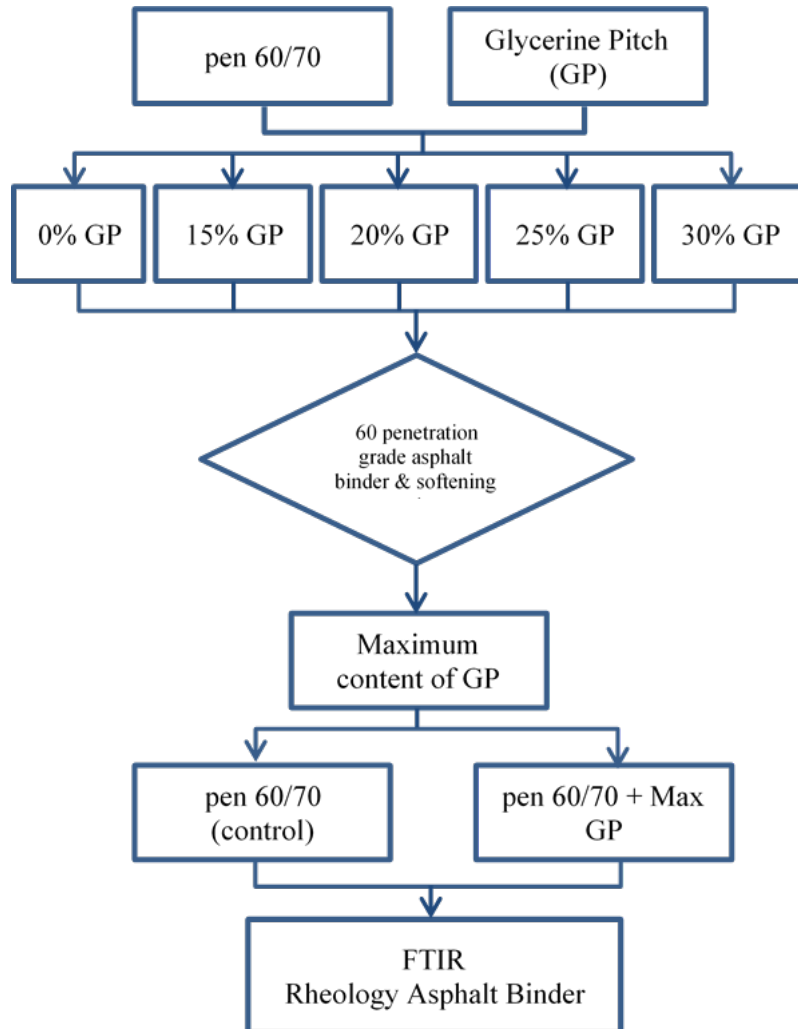 pen 60/70
Glycerine Pitch
(GP)
0% GP
15% GP
20% GP
25% GP
30% GP
60 penetration
grade asphalt
binder & softening
Maximum
content of GP
pen 60/70
(control)
pen 60/70 + Max
GP
FTIR
Rheology Asphalt Binder